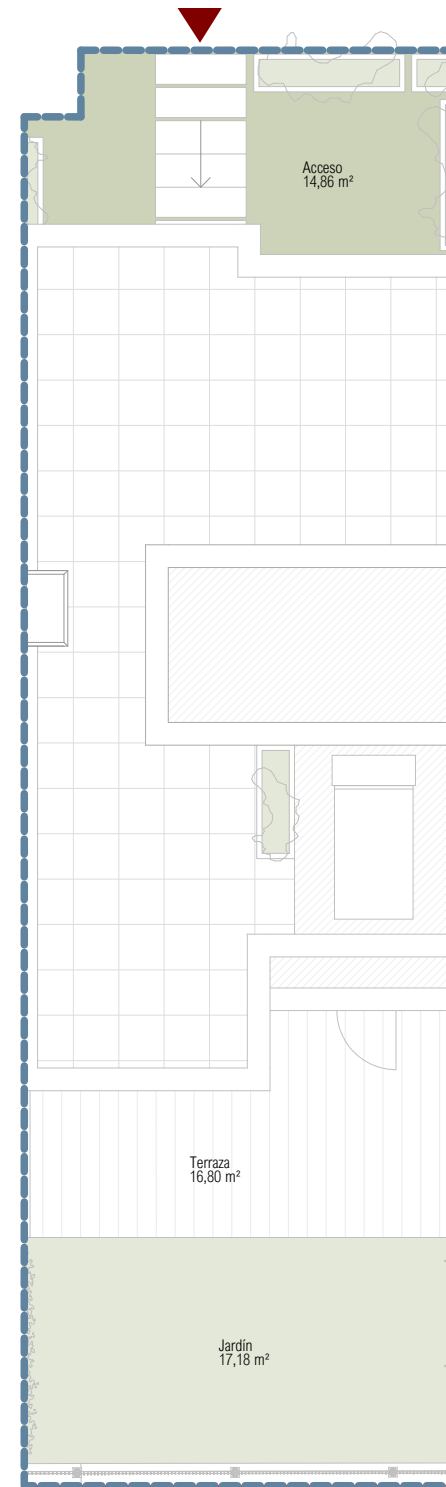 Acceso
14,86 m²
Terraza
16,80 m²
Jardín
17,18 m²